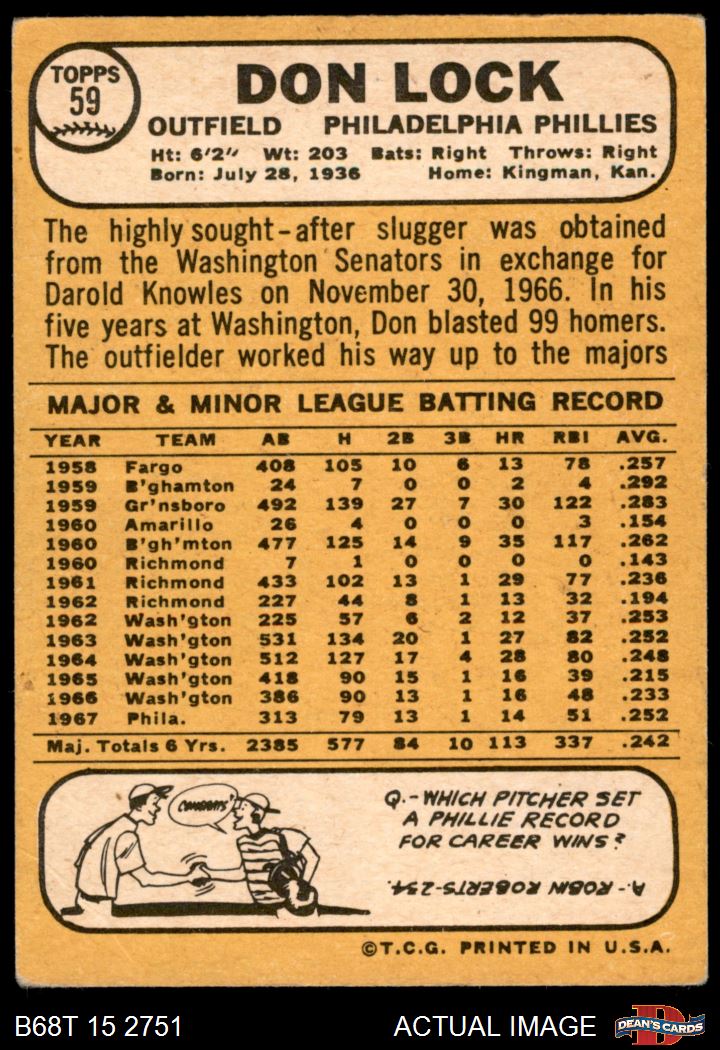 TOPPS
59
DON LOCK
OUTFIELD PHILADELPHIA PHILLIES
Ht: 6'2" Wt: 203 Bats: Right Throws: Right
Born: July 28, 1936 Home: Kingman, Kan.
The highly sought-after slugger was obtained
from the Washington Senators in exchange for
Darold Knowles on November 30, 1966. In his
five years at Washington, Don blasted 99 homers.
The outfielder worked his way up to the majors
MAJOR & MINOR LEAGUE BATTING RECORD
YEAR TEAM AB H 2B 3B HR RBI AVG.
1958 Fargo 408 105 10 6 13 78 .257
1959 B'ghamton 24 7 0 0 2 4 .292
1959 Gr'nsboro 492 139 27 7 30 122 .283
1960 Amarillo 26 4 0 0 0 3 .154
1960 B'gh'mton 477 125 14 9 35 117 .262
1960 Richmond 7 1 0 0 0 0 .143
1961 Richmond 433 102 13 1 29 77 .236
1962 Richmond 227 44 8 1 13 32 .194
1962 Wash'gton 225 57 6 2 12 37 .253
1963 Wash'gton 531 134 20 1 27 82 .252
1964 Wash'gton 512 127 17 4 28 80 .248
1965 Wash'gton 418 90 15 1 16 39 .215
1966 Wash'gton 386 90 13 1 16 48 .233
1967 Phila. 313 79 13 1 14 51 .252
Maj. Totals 6 Yrs. 2385 577 84 10 113 337 .242
CONGRATS!
Q.-WHICH PITCHER SET
A PHILLIE RECORD
FOR CAREER WINS?
A-ROBIN ROBERTS-234.
©T.C.G. PRINTED IN U.S.A.
B68T 15 2751
ACTUAL IMAGE
D
DEAN'S CARDS